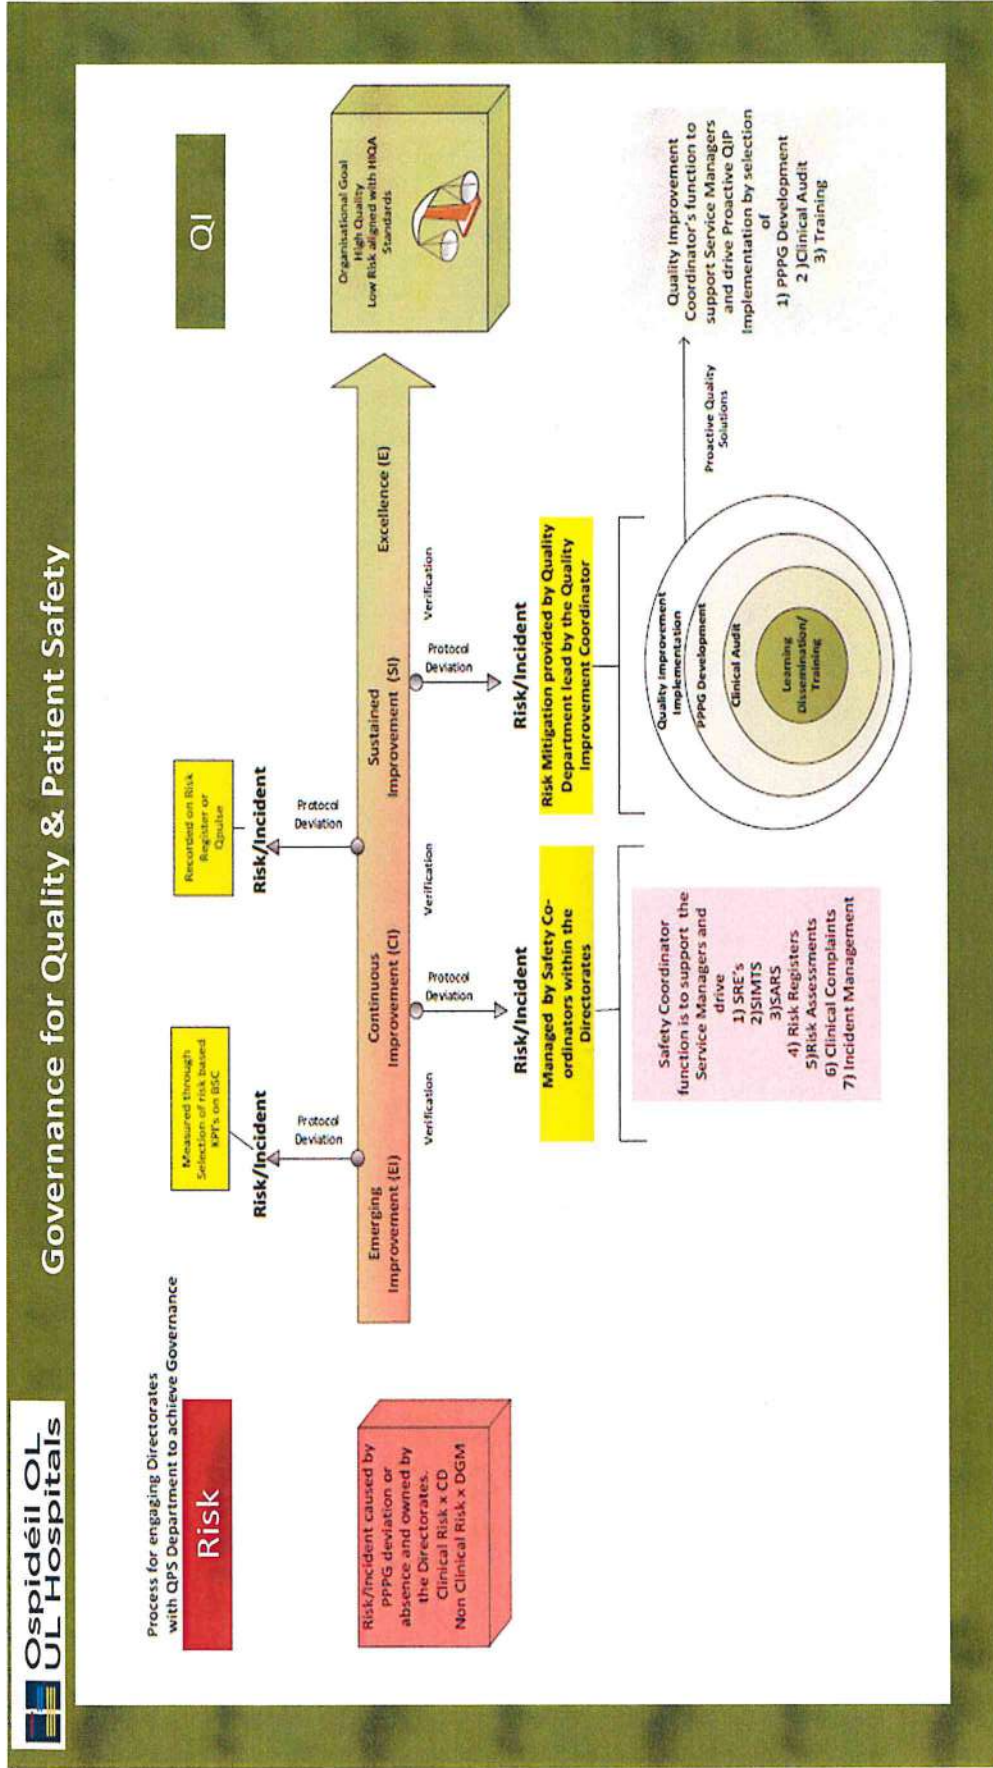 Ospidéil OL
UL Hospitals
Governance for Quality & Patient Safety
Process for engaging Directorates
with QPS Department to achieve Governance
Risk
QI
Risk/Incident caused by
PPPG deviation or
absence and owned by
the Directorates.
Clinical Risk x CD
Non Clinical Risk x DGM
Measured through
Selection of risk based
KPI's on BSC
Risk/Incident
Protocol
Deviation
Recorded on Risk
Register or
Qpulse
Risk/Incident
Protocol
Deviation
Emerging
Improvement (EI)
Continuous
Improvement (CI)
Sustained
Improvement (SI)
Excellence (E)
Organisational Goal
High Quality
Low Risk aligned with HIQA
Standards
Verification
Protocol
Deviation
Verification
Protocol
Deviation
Verification
Risk/Incident
Managed by Safety Co-
ordinators within the
Directorates
Safety Coordinator
function is to support the
Service Managers and
drive
1) SRE's
2)SIMTS
3)SARS
4) Risk Registers
5)Risk Assessments
6) Clinical Complaints
7) Incident Management
Risk/Incident
Risk Mitigation provided by Quality
Department lead by the Quality
Improvement Coordinator
Quality Improvement
Implementation
PPPG Development
Clinical Audit
Learning
Dissemination/
Training
Proactive Quality
Solutions
Quality Improvement
Coordinator's function to
support Service Managers
and drive Proactive QIP
Implementation by selection
of
1) PPPG Development
2 )Clinical Audit
3) Training